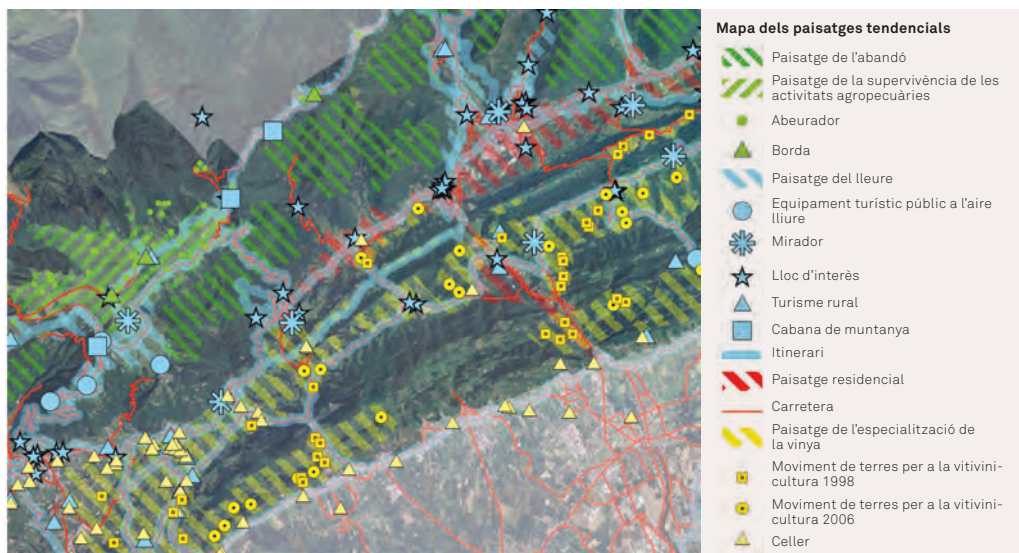 Mapa dels paisatges tendencials
Paisatge de l'abandó
Paisatge de la supervivència de les
activitats agropecuàries
Abeurador
Borda
Paisatge del lleure
Equipament turístic públic a l'aire
lliure
Mirador
Lloc d'interès
Turisme rural
Cabana de muntanya
Itinerari
Paisatge residencial
Carretera
Paisatge de l'especialització de
la vinya
Moviment de terres per a la vitivini-
cultura 1998
Moviment de terres per a la vitivini-
cultura 2006
Celler